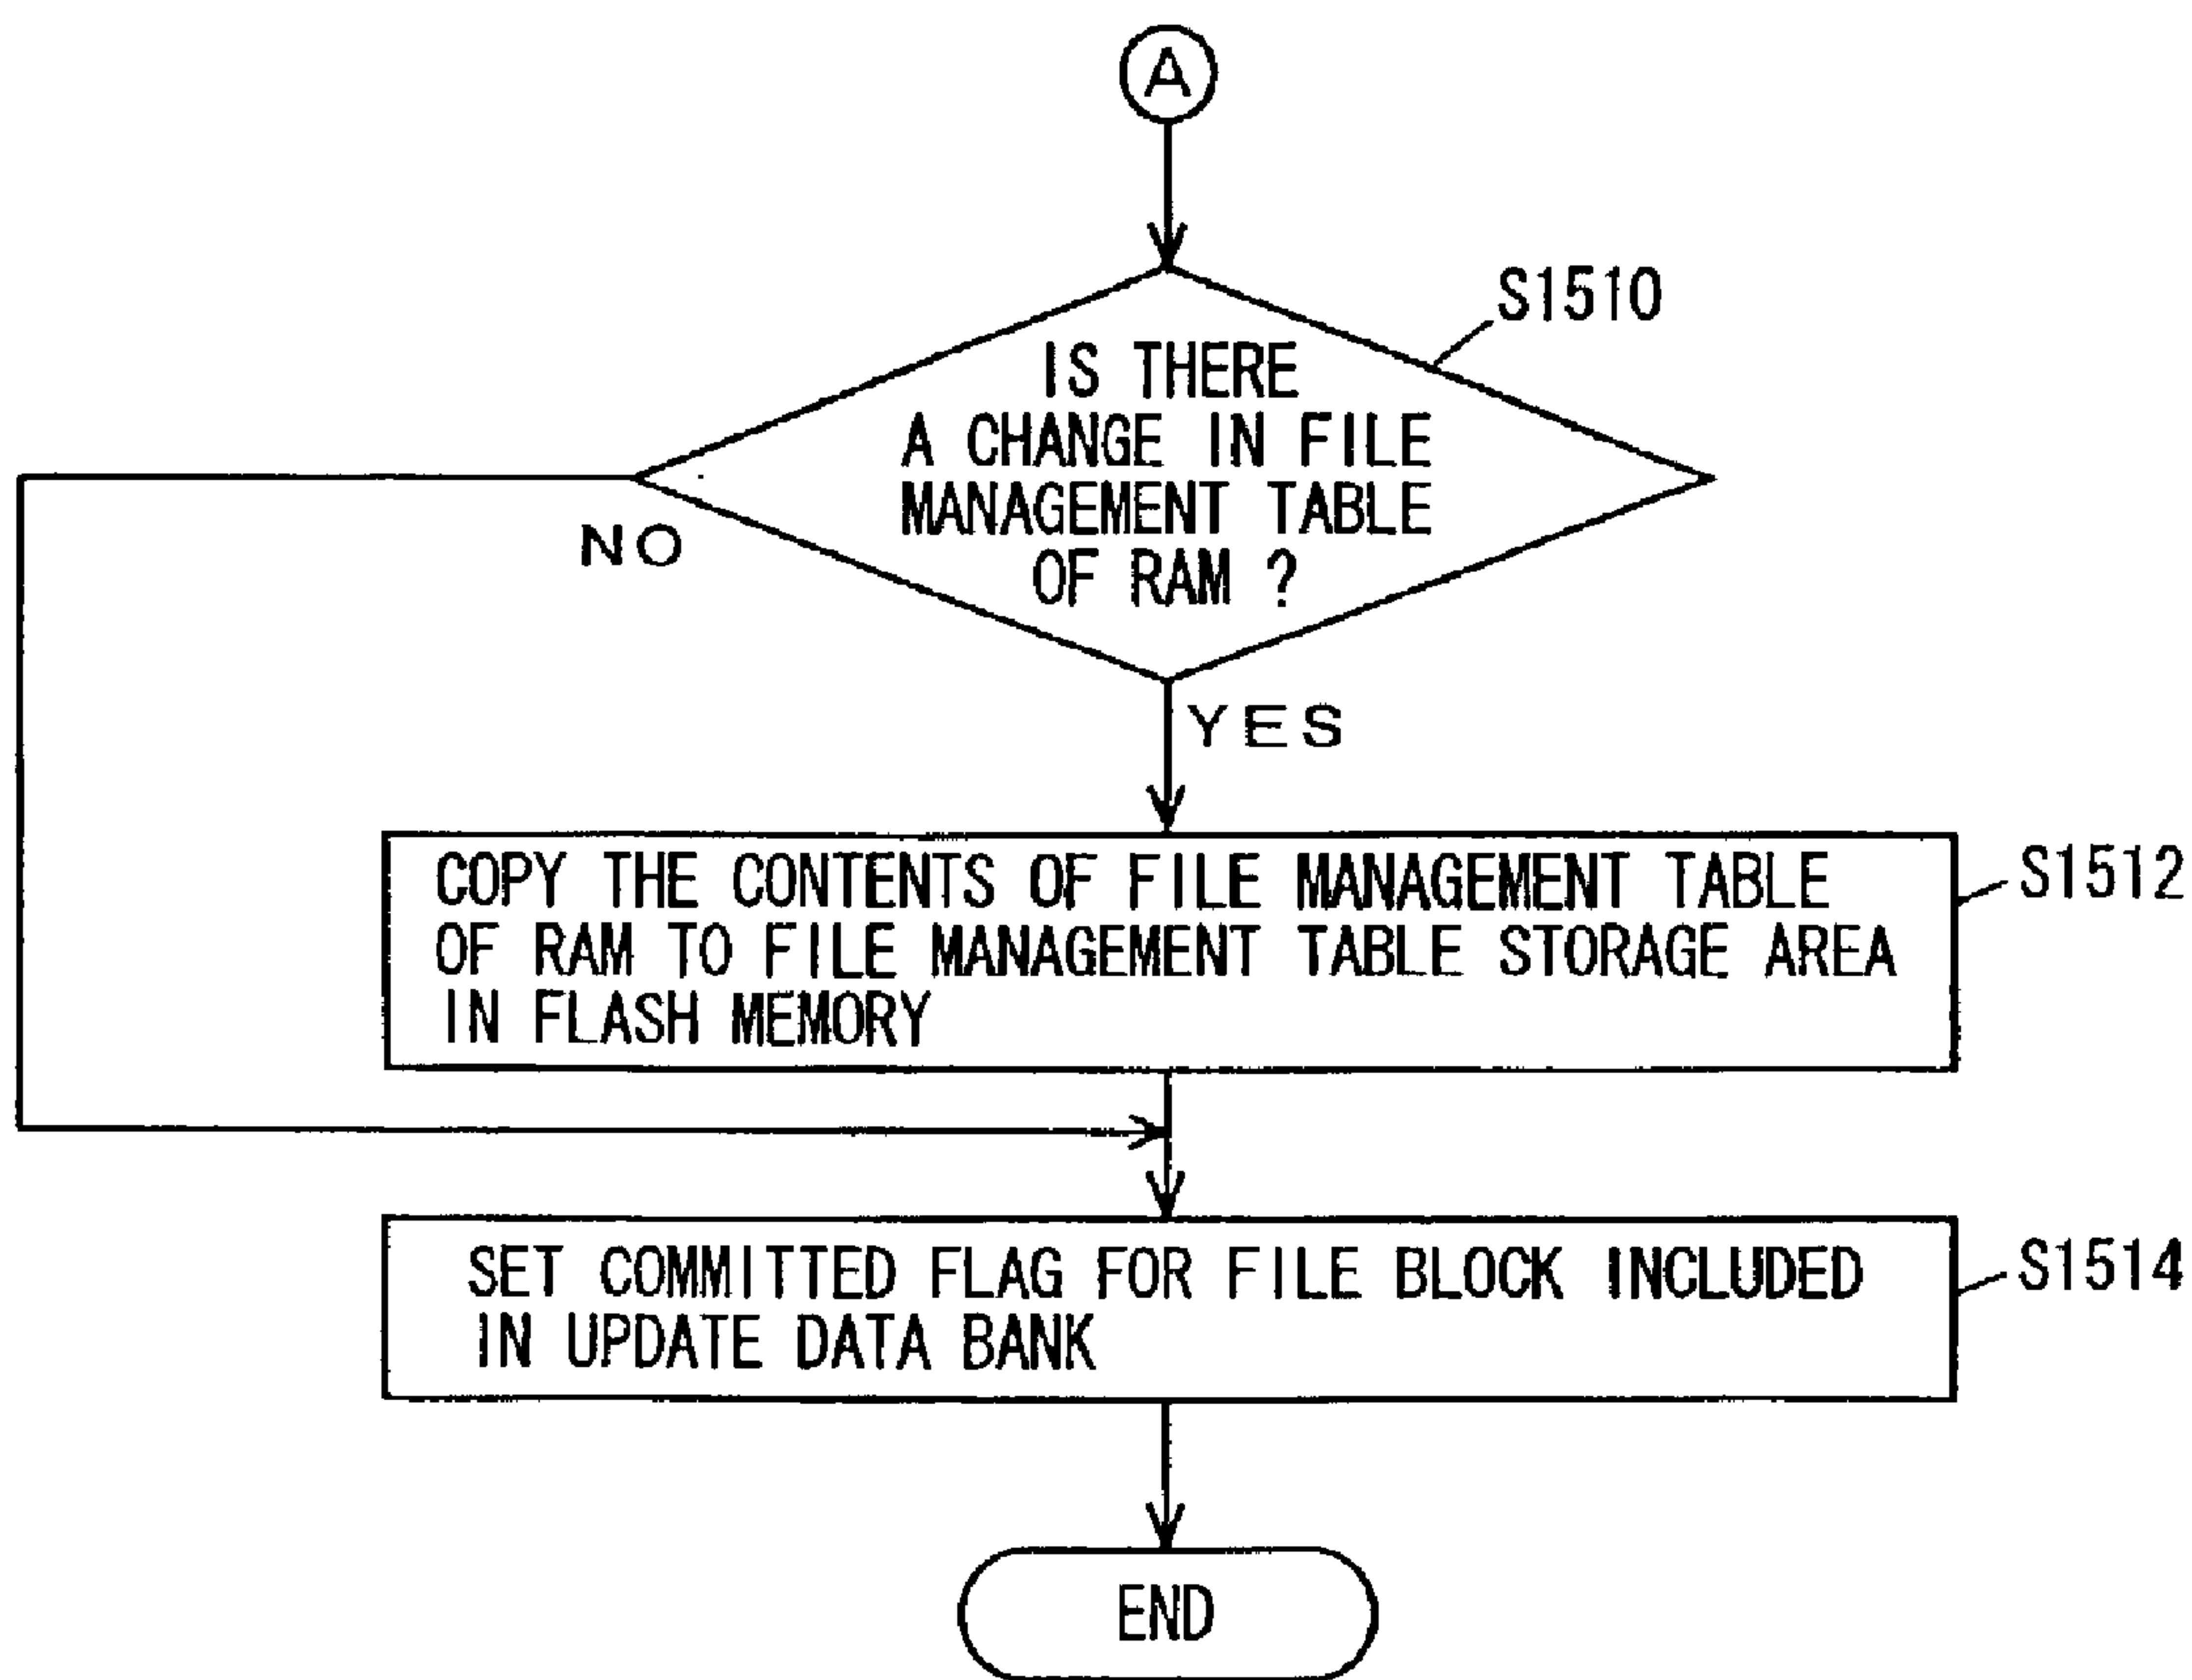 A
S1510
IS THERE
A CHANGE IN FILE
MANAGEMENT TABLE
OF RAM ?
NO
YES
COPY THE CONTENTS OF FILE MANAGEMENT TABLE
OF RAM TO FILE MANAGEMENT TABLE STORAGE AREA
IN FLASH MEMORY
S1512
SET COMMITTED FLAG FOR FILE BLOCK INCLUDED
IN UPDATE DATA BANK
S1514
END